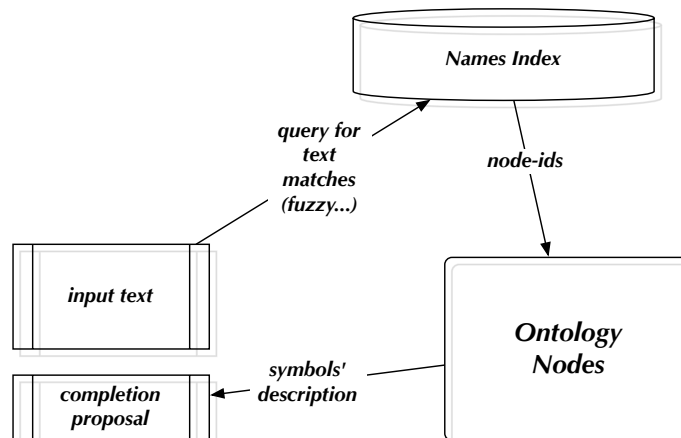 Names Index
query for
text
matches
(fuzzy...)
node-ids
input text
Ontology
Nodes
symbols'
description
completion
proposal